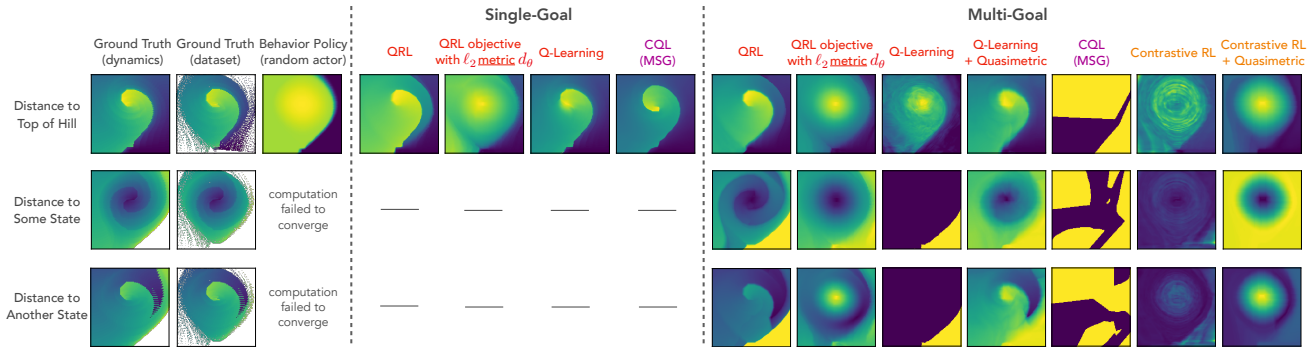 Single-Goal
Multi-Goal
Ground Truth
(dynamics)
Ground Truth
(dataset)
Behavior Policy
(random actor)
QRL
QRL objective
with ℓ2 metric dθ
Q-Learning
CQL
(MSG)
QRL
QRL objective
with ℓ2 metric dθ
Q-Learning
Q-Learning
+ Quasimetric
CQL
(MSG)
Contrastive RL
Contrastive RL
+ Quasimetric
Distance to
Top of Hill
Distance to
Some State
computation
failed to
converge
Distance to
Another State
computation
failed to
converge